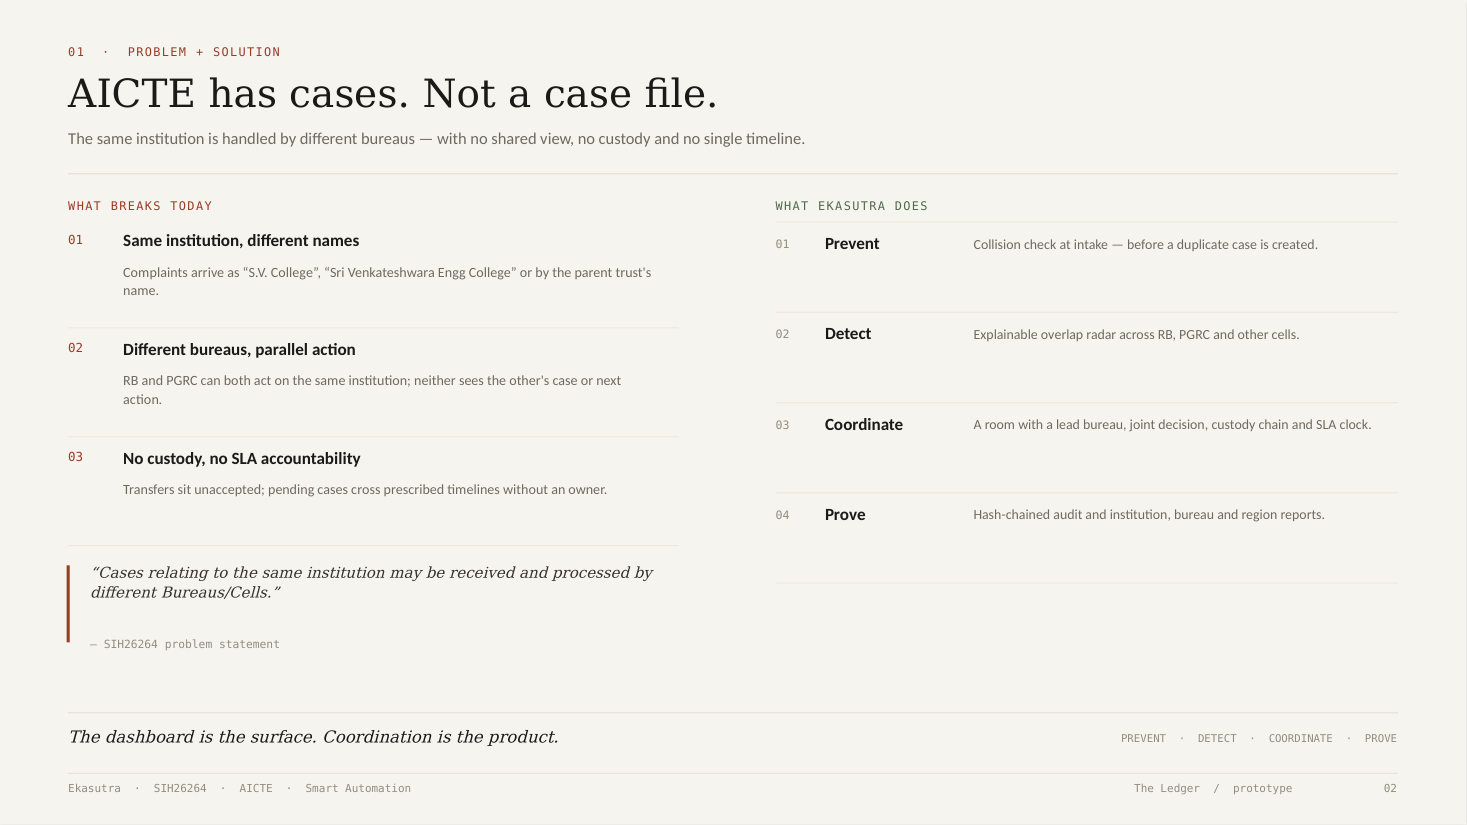 01 · PROBLEM + SOLUTION
AICTE has cases. Not a case file.
The same institution is handled by different bureaus — with no shared view, no custody and no single timeline.
WHAT BREAKS TODAY
01 Same institution, different names
Complaints arrive as “S.V. College”, “Sri Venkateshwara Engg College” or by the parent trust's
name.
02 Different bureaus, parallel action
RB and PGRC can both act on the same institution; neither sees the other's case or next
action.
03 No custody, no SLA accountability
Transfers sit unaccepted; pending cases cross prescribed timelines without an owner.
“Cases relating to the same institution may be received and processed by
different Bureaus/Cells.”
— SIH26264 problem statement
WHAT EKASUTRA DOES
01 Prevent Collision check at intake — before a duplicate case is created.
02 Detect Explainable overlap radar across RB, PGRC and other cells.
03 Coordinate A room with a lead bureau, joint decision, custody chain and SLA clock.
04 Prove Hash-chained audit and institution, bureau and region reports.
The dashboard is the surface. Coordination is the product.
PREVENT · DETECT · COORDINATE · PROVE
Ekasutra · SIH26264 · AICTE · Smart Automation
The Ledger / prototype 02